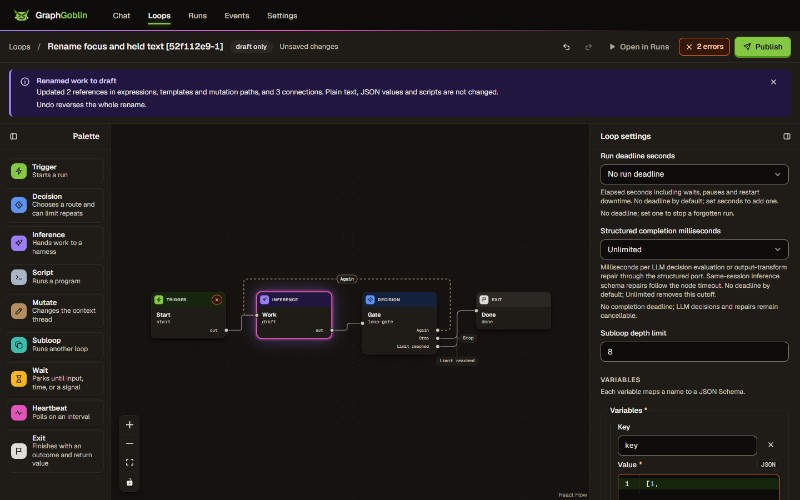 GraphGoblin
Chat
Loops
Runs
Events
Settings
Loops / Rename focus and held text [52f112e9-1]
draft only
Unsaved changes
Open in Runs
2 errors
Publish
Renamed work to draft
Updated 2 references in expressions, templates and mutation paths, and 3 connections. Plain text, JSON values and scripts are not changed.
Undo reverses the whole rename.
Palette
Trigger
Starts a run
Decision
Chooses a route and
can limit repeats
Inference
Hands work to a
harness
Script
Runs a program
Mutate
Changes the context
thread
Subloop
Runs another loop
Wait
Parks until input,
time, or a signal
Heartbeat
Polls on an interval
Exit
Finishes with an
outcome and return
value
Again
TRIGGER
Start
start
out
INFERENCE
Work
draft
out
DECISION
Gate
loop-gate
Again
Stop
Limit reached
Stop
Limit reached
EXIT
Done
done
React Flow
Loop settings
Run deadline seconds
No run deadline
Elapsed seconds including waits, pauses and restart
downtime. No deadline by default; set seconds to add one.
No deadline; set one to stop a forgotten run.
Structured completion milliseconds
Unlimited
Milliseconds per LLM decision evaluation or output-transform
repair through the structured port. Same-session inference
schema repairs follow the node timeout. No deadline by
default; Unlimited removes this cutoff.
No completion deadline; LLM decisions and repairs remain
cancellable.
Subloop depth limit
8
VARIABLES
Each variable maps a name to a JSON Schema.
Variables *
Key
key
Value *
JSON
1 [1,